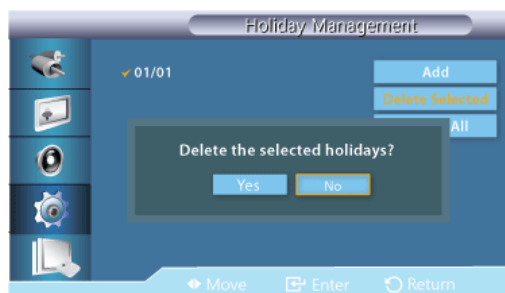 Holiday Management
01/01
Add
Delete Selected
All
Delete the selected holidays?
Yes
No
Move
Enter
Return